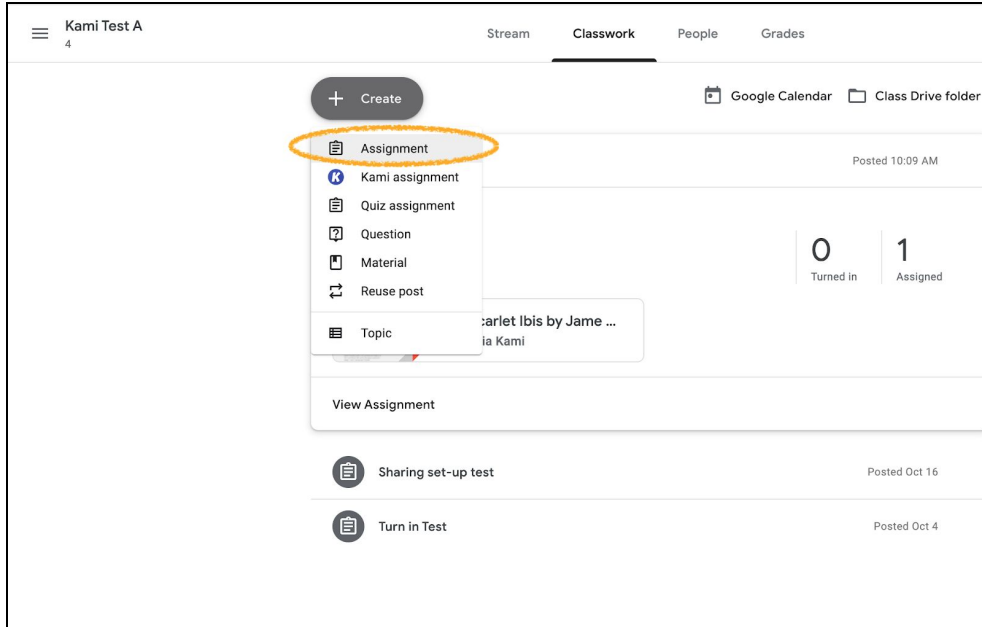 Kami Test A
4
Stream Classwork People Grades
Create
Google Calendar Class Drive folder
Assignment
Posted 10:09 AM
Kami assignment
Quiz assignment
Question
Material
Reuse post
Topic
0 Turned in
1 Assigned
carlet Ibis by Jame ...
ia Kami
View Assignment
Sharing set-up test Posted Oct 16
Turn in Test Posted Oct 4